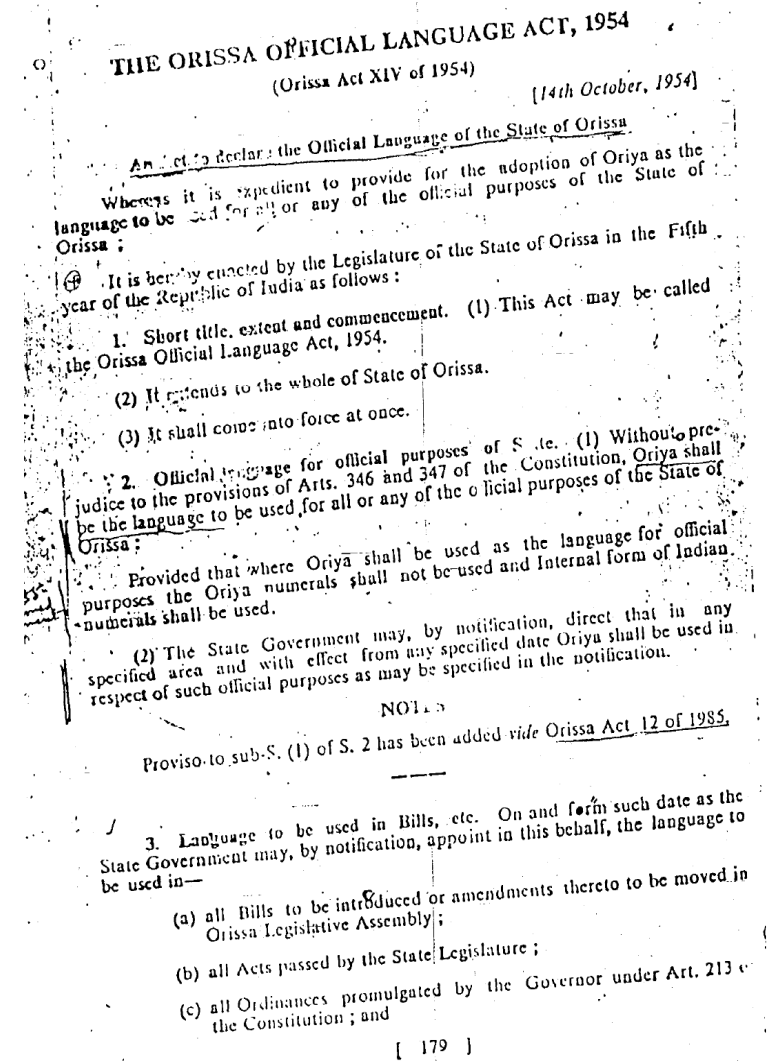 THE ORISSA OFFICIAL LANGUAGE ACT, 1954
(Orissa Act XIV of 1954)
[14th October, 1954]
An Act to declare the Official Language of the State of Orissa
Whereas it is expedient to provide for the adoption of Oriya as the
language to be used for all or any of the official purposes of the State of
Orissa ;
It is hereby enacted by the Legislature of the State of Orissa in the Fifth
year of the Republic of India as follows :
1. Short title, extent and commencement. (1) This Act may be called
the Orissa Official Language Act, 1954.
(2) It extends to the whole of State of Orissa.
(3) It shall come into force at once.
2. Official language for official purposes of State. (1) Without pre-
judice to the provisions of Arts. 346 and 347 of the Constitution, Oriya shall
be the language to be used for all or any of the official purposes of the State of
Orissa :
Provided that where Oriya shall be used as the language for official
purposes the Oriya numerals shall not be used and Internal form of Indian
numerals shall be used.
(2) The State Government may, by notification, direct that in any
specified area and with effect from any specified date Oriya shall be used in
respect of such official purposes as may be specified in the notification.
NOTES
Proviso to sub-S. (1) of S. 2 has been added vide Orissa Act 12 of 1985.
3. Language to be used in Bills, etc. On and form such date as the
State Government may, by notification, appoint in this behalf, the language to
be used in—
(a) all Bills to be introduced or amendments thereto to be moved in
Orissa Legislative Assembly ;
(b) all Acts passed by the State Legislature ;
(c) all Ordinances promulgated by the Governor under Art. 213
the Constitution ; and
[ 179 ]